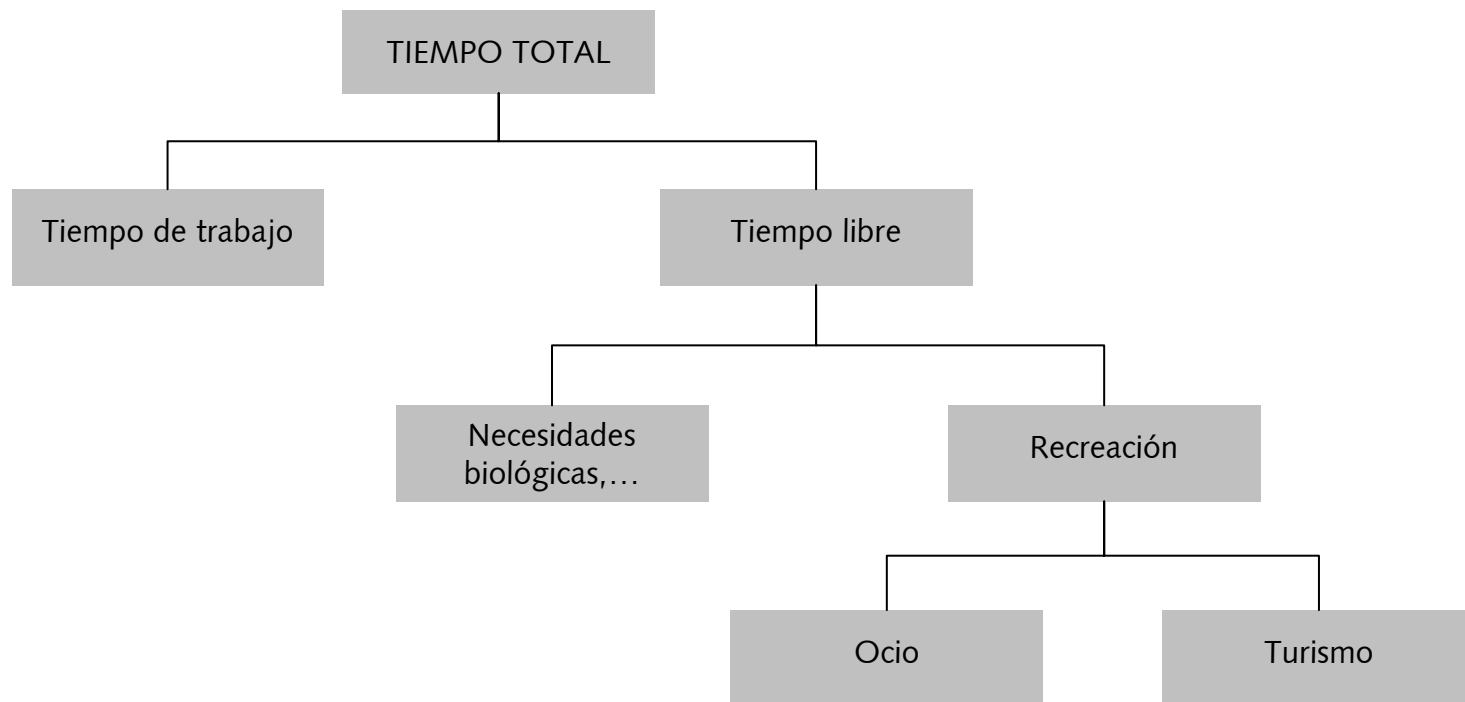 TIEMPO TOTAL
Tiempo de trabajo
Tiempo libre
Necesidades
biológicas,…
Recreación
Ocio
Turismo